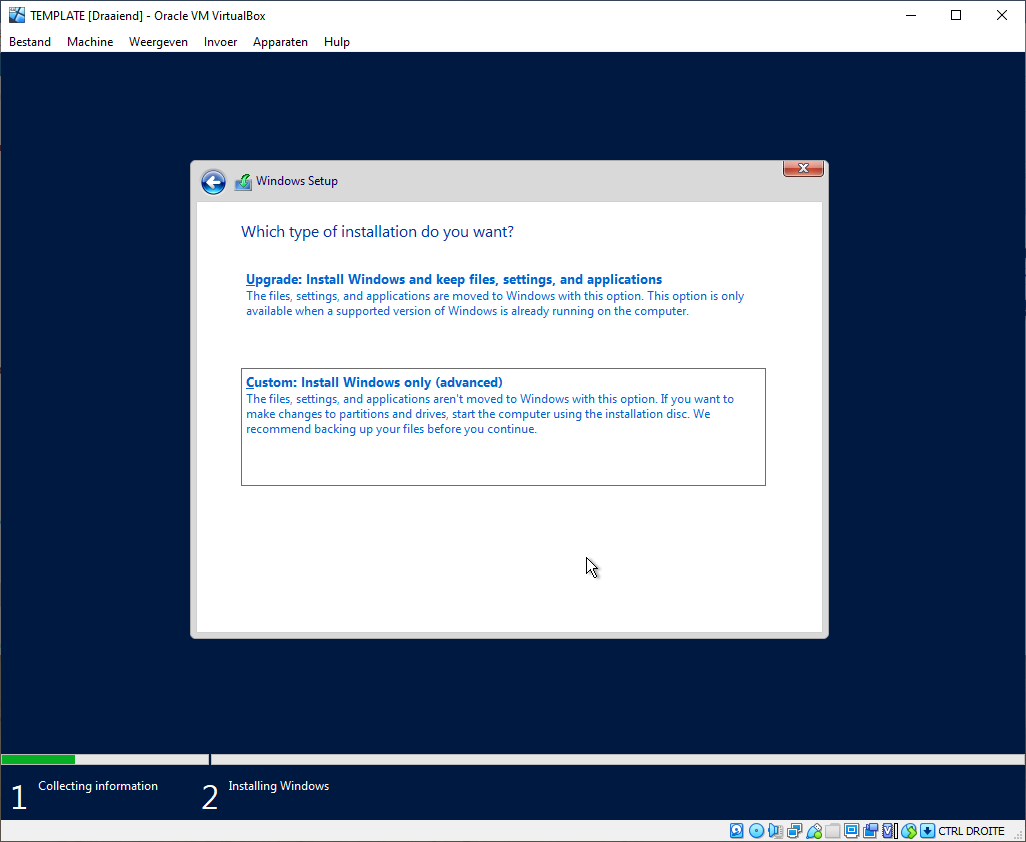 TEMPLATE [Draaiend] - Oracle VM VirtualBox
Bestand Machine Weergeven Invoer Apparaten Hulp
Windows Setup
Which type of installation do you want?
Upgrade: Install Windows and keep files, settings, and applications
The files, settings, and applications are moved to Windows with this option. This option is only
available when a supported version of Windows is already running on the computer.
Custom: Install Windows only (advanced)
The files, settings, and applications aren't moved to Windows with this option. If you want to
make changes to partitions and drives, start the computer using the installation disc. We
recommend backing up your files before you continue.
1 Collecting information 2 Installing Windows
CTRL DROITE